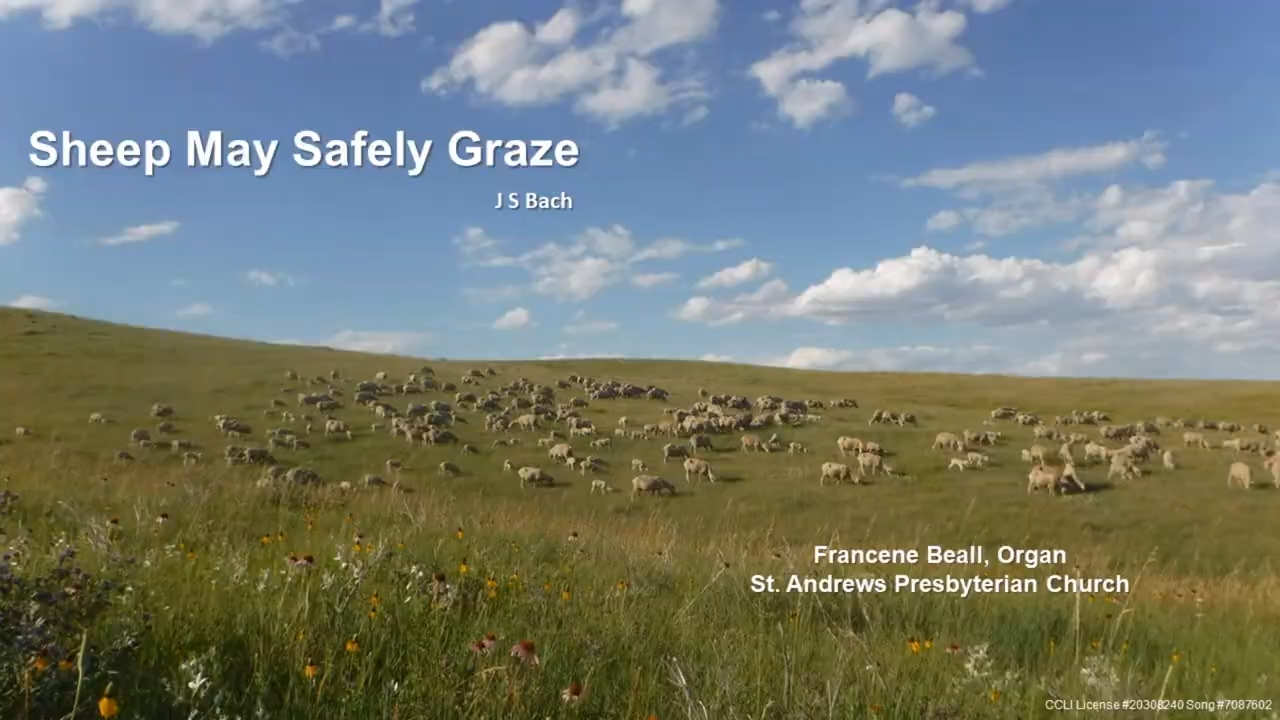 Sheep May Safely Graze
J S Bach
Francene Beall, Organ
St. Andrews Presbyterian Church
CCLI License #20308240 Song #7087602